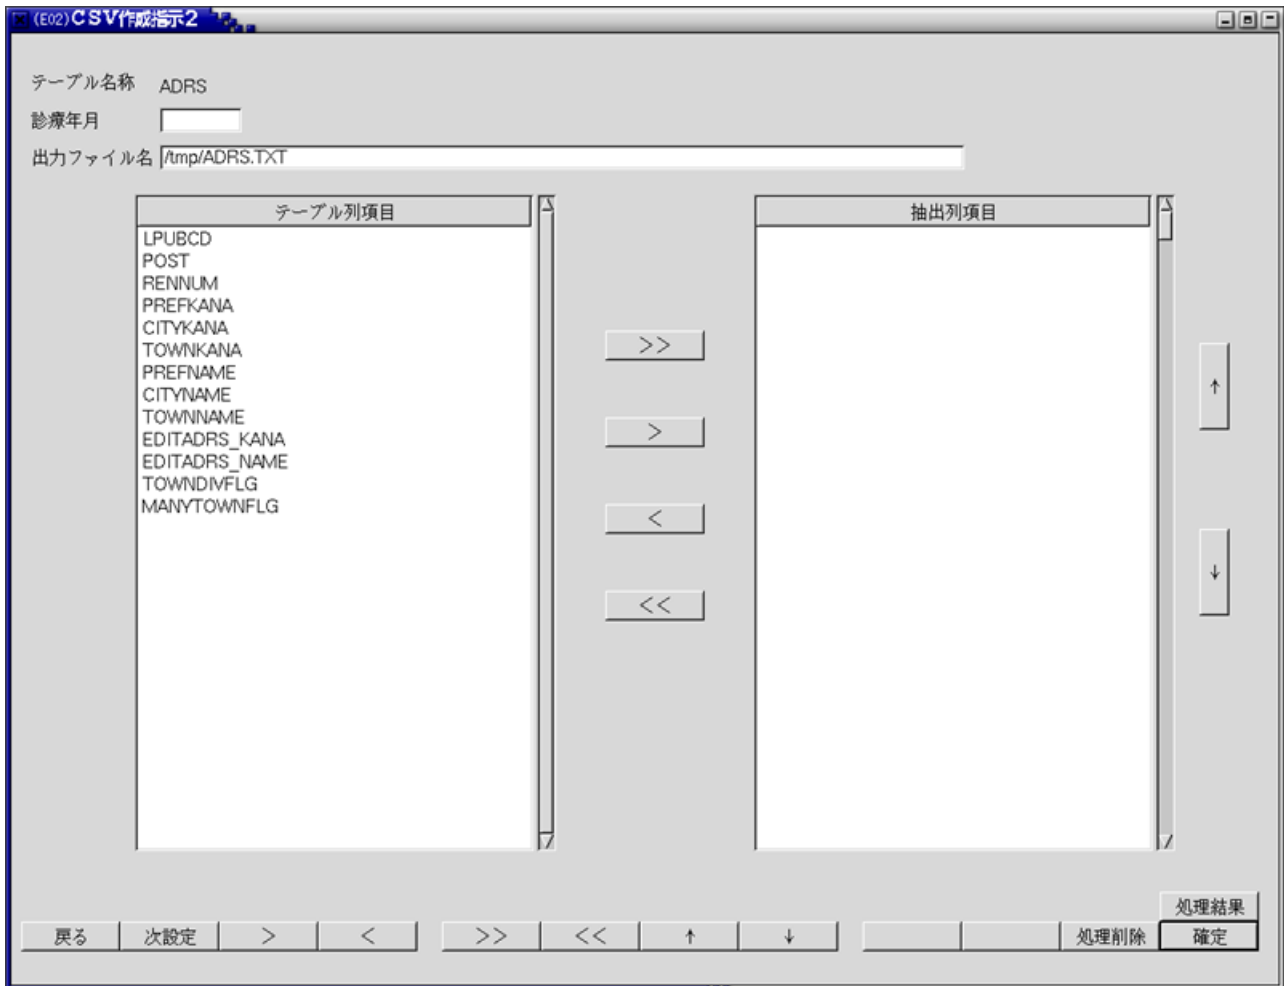 (E02)CSV作成指示2
テーブル名称 ADRS
診療年月
出力ファイル名 /tmp/ADRS.TXT
テーブル列項目
LPUBCD
POST
RENNUM
PREFKANA
CITYKANA
TOWNKANA
PREFNAME
CITYNAME
TOWNNAME
EDITADRS_KANA
EDITADRS_NAME
TOWNDIVFLG
MANYTOWNFLG
>>
>
<
<<
抽出列項目
↑
↓
処理結果
戻る 次設定 > < >> << ↑ ↓ 処理削除 確定